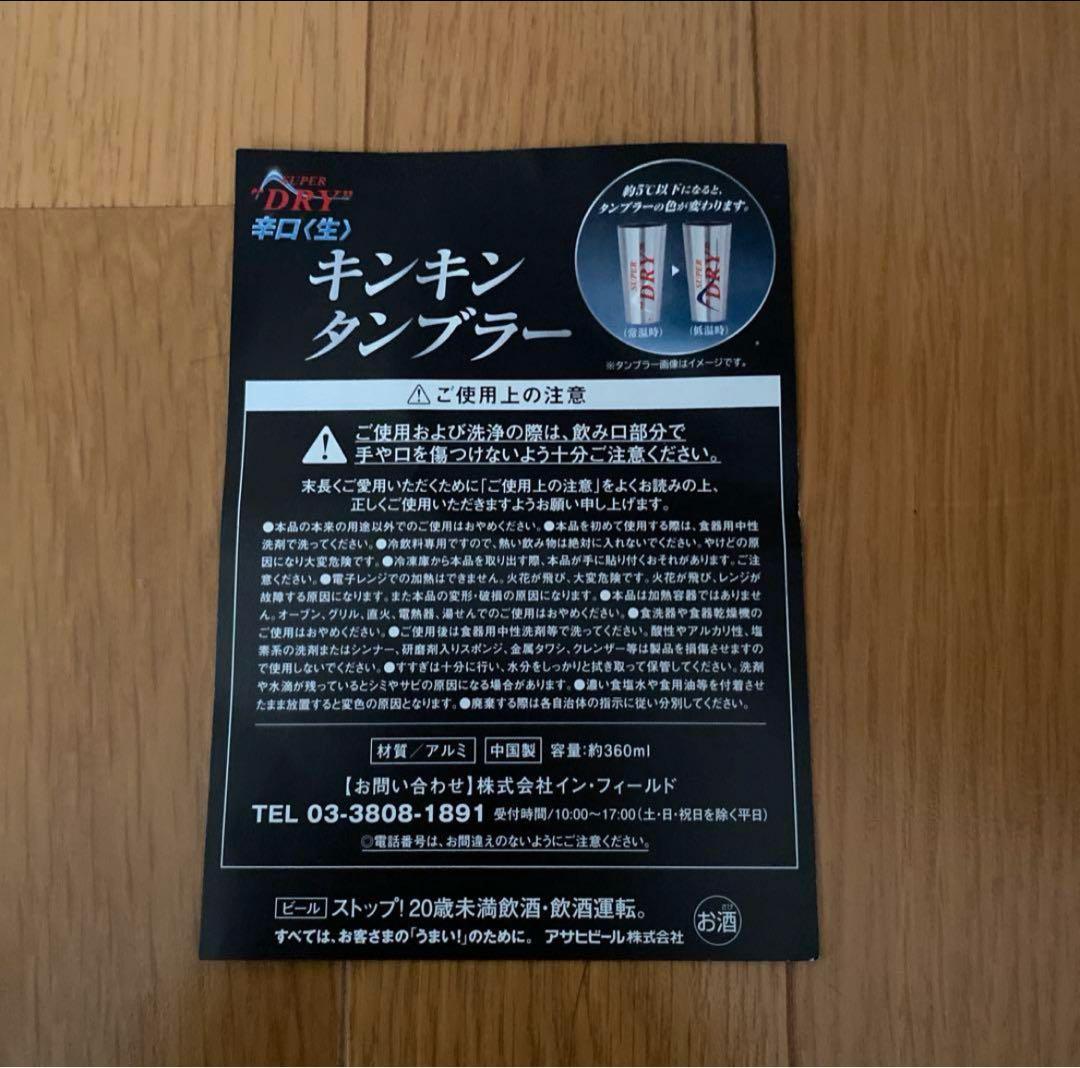 SUPER
"DRY"
辛口〈生〉
キンキン
タンブラー
約5℃以下になると、
タンブラーの色が変わります。
SUPER "DRY"
SUPER "DRY"
(常温時)
(低温時)
※タンブラー画像はイメージです。
⚠ご使用上の注意
ご使用および洗浄の際は、飲み口部分で
手や口を傷つけないよう十分ご注意ください。
末長くご愛用いただくために「ご使用上の注意」をよくお読みの上、
正しくご使用いただきますようお願い申し上げます。
●本品の本来の用途以外でのご使用はおやめください。●本品を初めて使用する際は、食器用中性
洗剤で洗ってください。●冷飲料専用ですので、熱い飲み物は絶対に入れないでください。やけどの原
因になり大変危険です。●冷凍庫から本品を取り出す際、本品が手に貼り付くおそれがあります。ご注
意ください。●電子レンジでの加熱はできません。火花が飛び、大変危険です。火花が飛び、レンジが
故障する原因になります。また本品の変形・破損の原因になります。●本品は加熱容器ではありませ
ん。オーブン、グリル、直火、電熱器、湯せんでのご使用はおやめください。●食洗器や食器乾燥機の
ご使用はおやめください。●ご使用後は食器用中性洗剤等で洗ってください。酸性やアルカリ性、塩
素系の洗剤またはシンナー、研磨剤入りスポンジ、金属タワシ、クレンザー等は製品を損傷させますの
で使用しないでください。●すすぎは十分に行い、水分をしっかりと拭き取って保管してください。洗剤
や水滴が残っているとシミやサビの原因になる場合があります。●濃い食塩水や食用油等を付着させ
たまま放置すると変色の原因となります。●廃棄する際は各自治体の指示に従い分別してください。
材質/アルミ 中国製 容量:約360ml
【お問い合わせ】株式会社イン・フィールド
TEL 03-3808-1891 受付時間/10:00〜17:00(土・日・祝日を除く平日)
◎電話番号は、お間違えのないようにご注意ください。
ビール ストップ!20歳未満飲酒・飲酒運転。
すべては、お客さまの「うまい!」のために。 アサヒビール株式会社
さけ
お酒